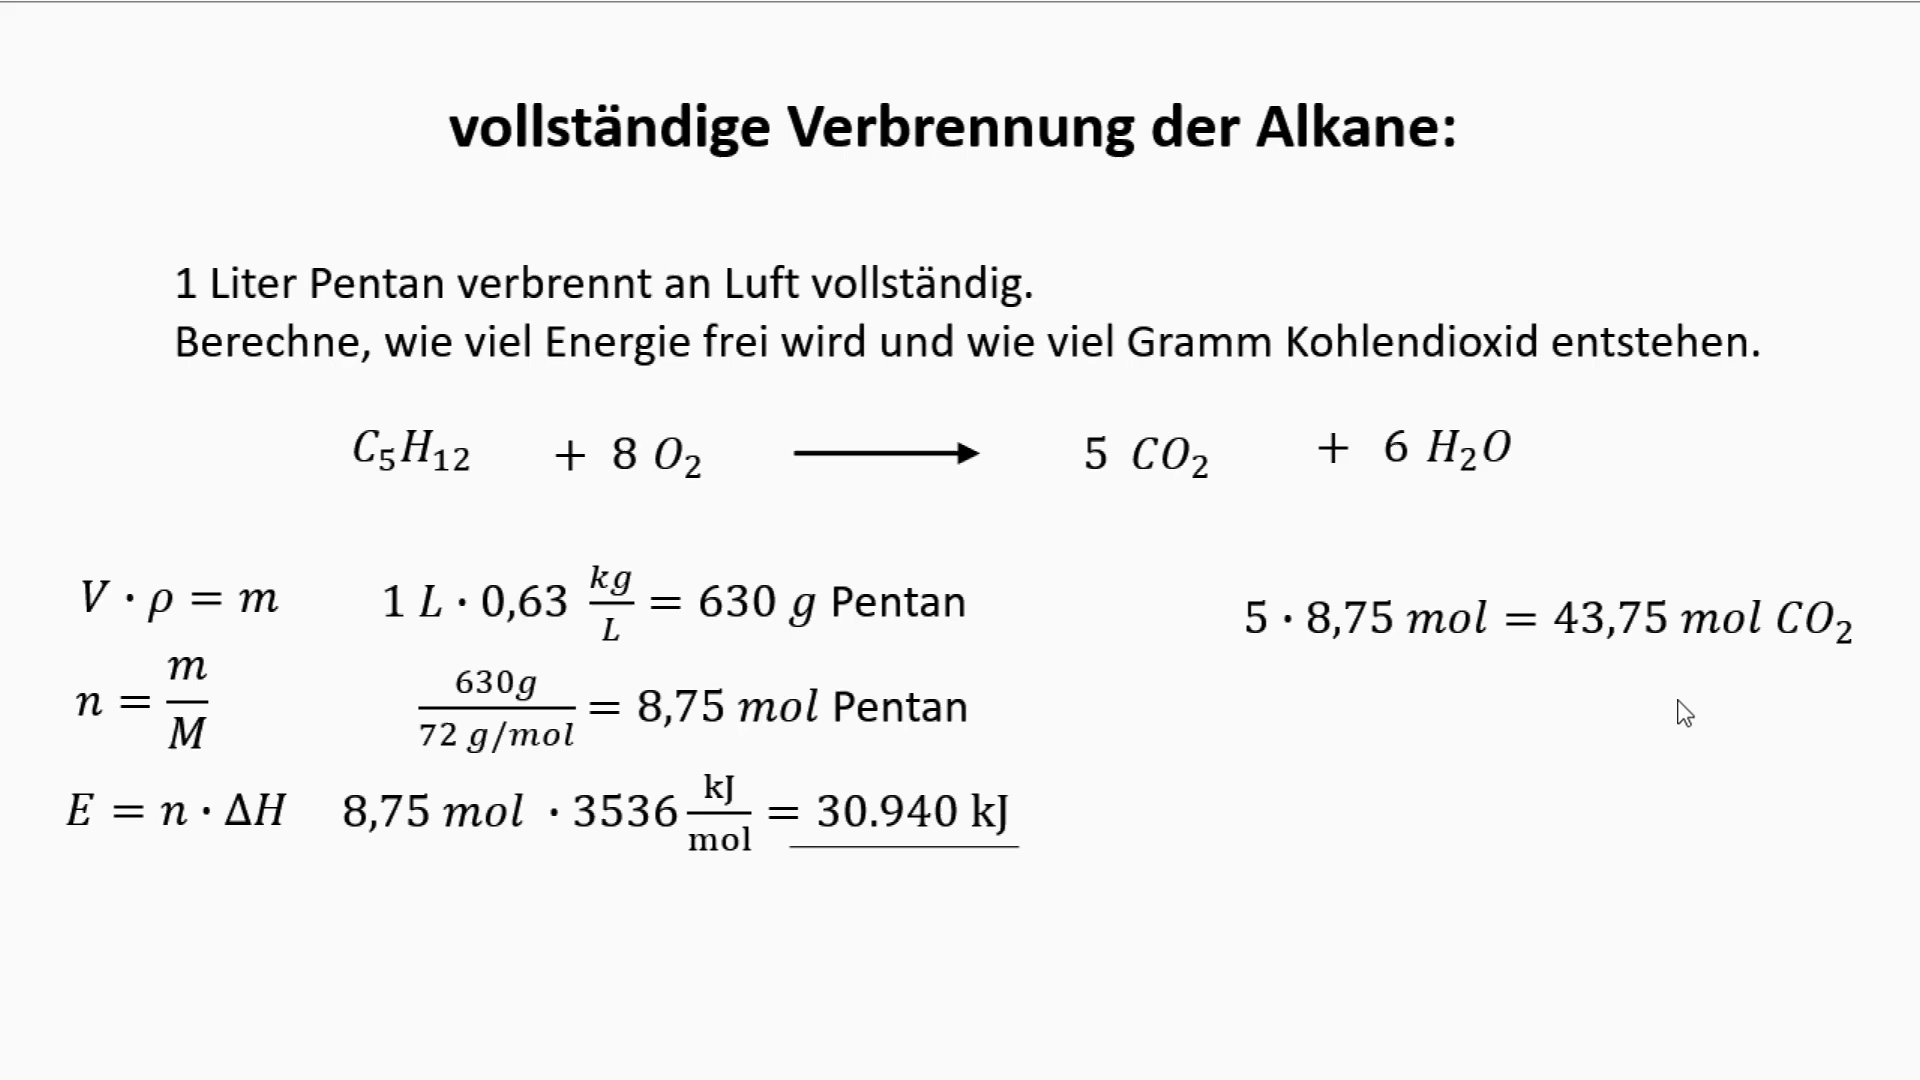 vollständige Verbrennung der Alkane:
1 Liter Pentan verbrennt an Luft vollständig.
Berechne, wie viel Energie frei wird und wie viel Gramm Kohlendioxid entstehen.
C₅H₁₂ + 8 O₂ ⟶ 5 CO₂ + 6 H₂O
V · ρ = m 1 L · 0,63 kg/L = 630 g Pentan 5 · 8,75 mol = 43,75 mol CO₂
n = m/M 630g/72 g/mol = 8,75 mol Pentan
E = n · ΔH 8,75 mol · 3536 kJ/mol = 30.940 kJ